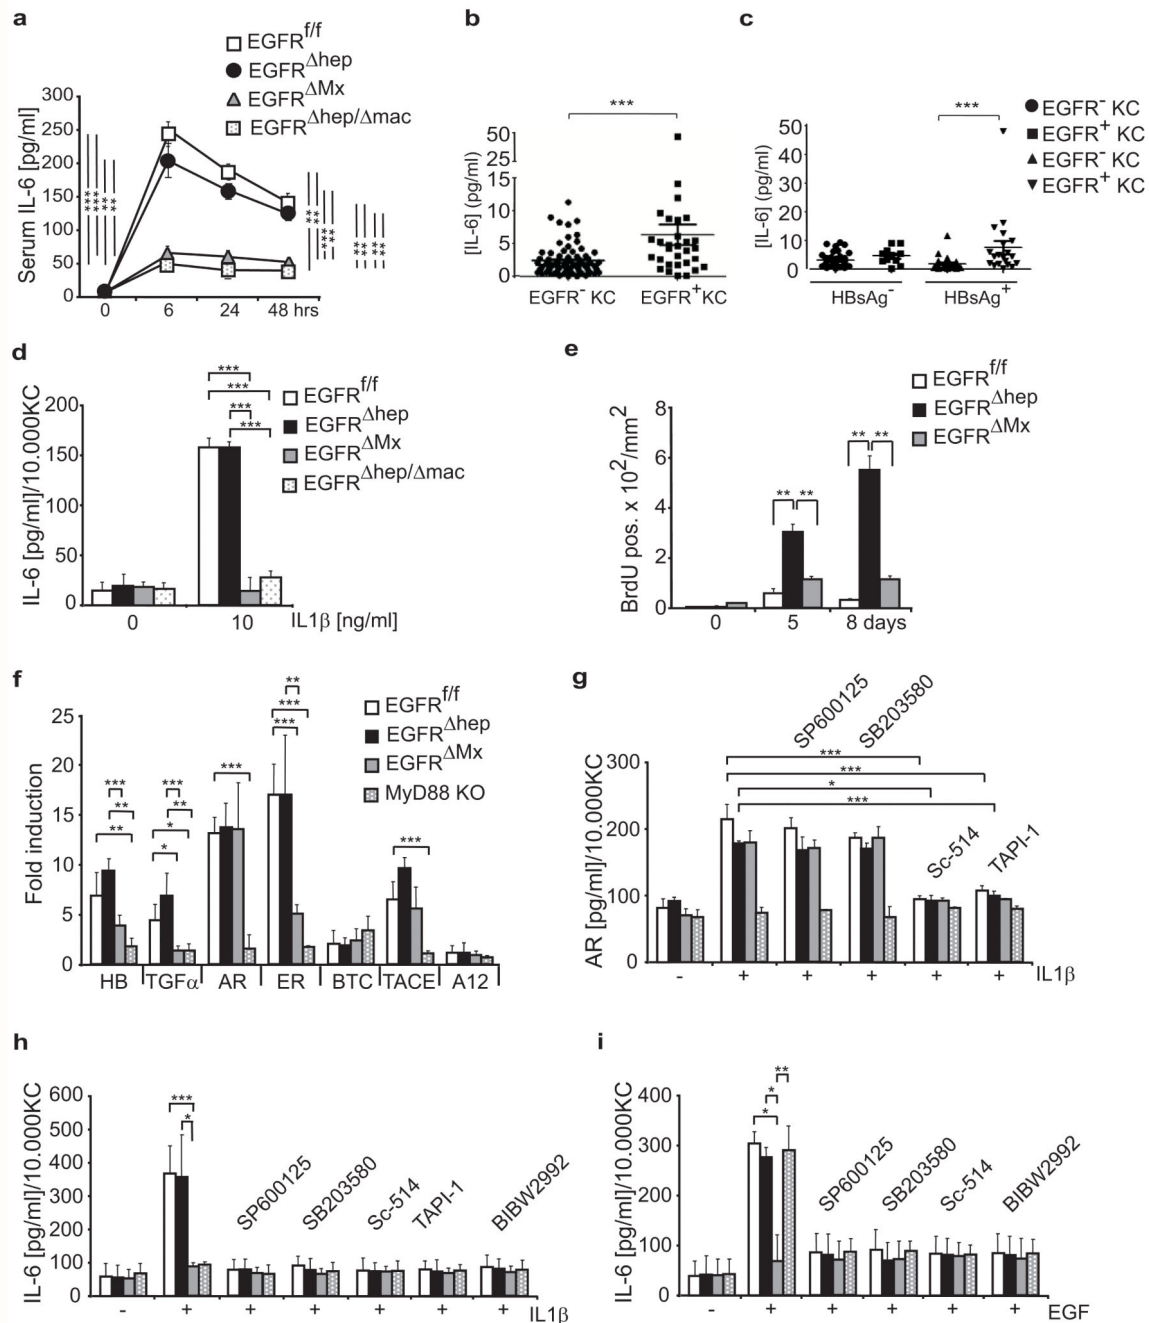 a
EGFR f/f
EGFR Δhep
EGFR ΔMx
EGFR Δhep/Δmac
Serum IL-6 [pg/ml]
300
250
200
150
100
50
0
*** *** ** **
*** ** *** *** ** ** ** **
0 6 24 48 hrs
b
***
[IL-6] (pg/ml)
50
25
15
10
5
0
EGFR- KC EGFR+KC
c
***
EGFR- KC
EGFR+ KC
EGFR- KC
EGFR+ KC
[IL-6] (pg/ml)
50
40
30
20
10
0
HBsAg- HBsAg+
d
***
***
***
***
EGFR f/f
EGFR Δhep
EGFR ΔMx
EGFR Δhep/Δmac
IL-6 [pg/ml]/10.000KC
200
150
100
50
0
0 10 IL1β [ng/ml]
e
EGFR f/f
EGFR Δhep
EGFR ΔMx
BrdU pos. x 10²/mm²
8
6
4
2
0
** ** ** **
0 5 8 days
f
EGFR f/f
EGFR Δhep
EGFR ΔMx
MyD88 KO
Fold induction
25
20
15
10
5
0
*** ** **
*** ** * *
***
** *** ***
***
HB TGFα AR ER BTC TACE A12
g
SP600125 SB203580
***
***
*
***
Sc-514 TAPI-1
AR [pg/ml]/10.000KC
300
200
100
0
- + + + + + IL1β
h
IL-6 [pg/ml]/10.000KC
600
500
400
300
200
100
0
***
*
SP600125 SB203580 Sc-514 TAPI-1 BIBW2992
- + + + + + + IL1β
i
IL-6 [pg/ml]/10.000KC
400
300
200
100
0
**
*
*
SP600125 SB203580 Sc-514 BIBW2992
- + + + + + EGF